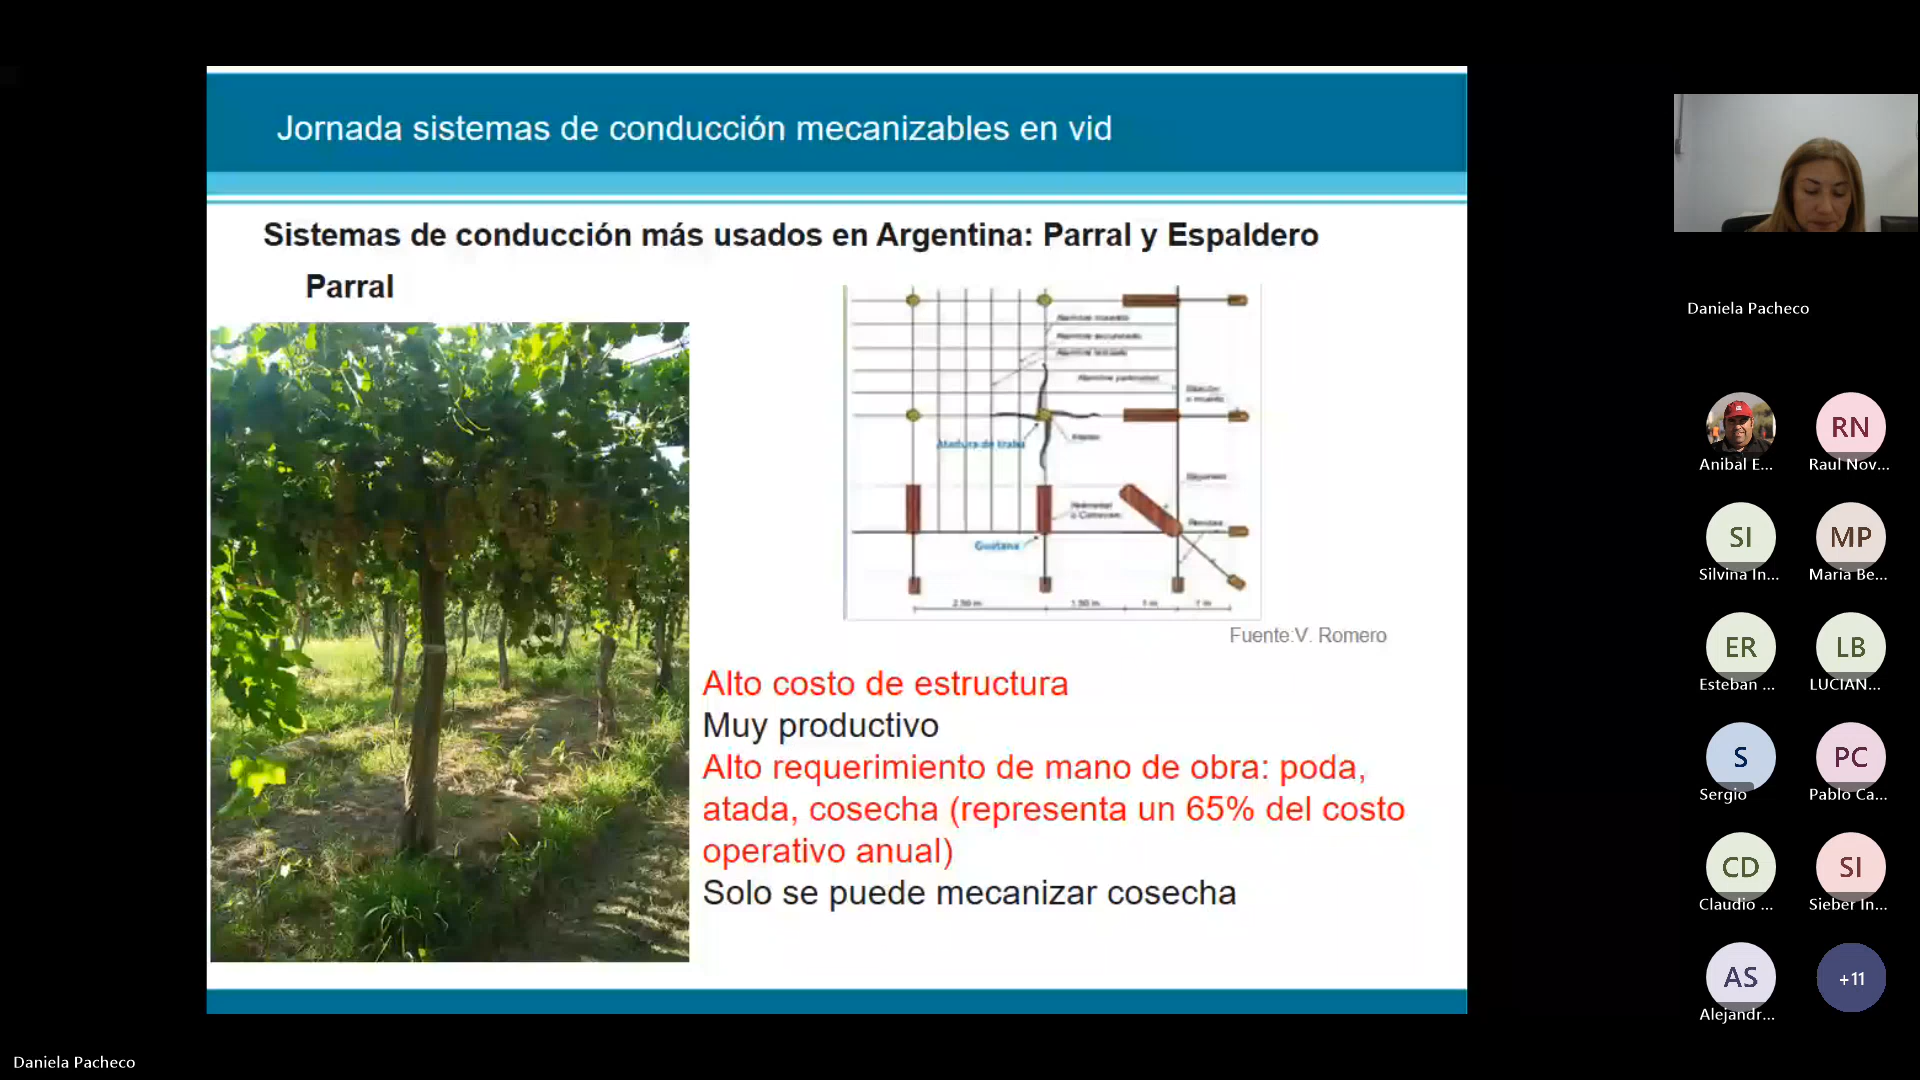 Jornada sistemas de conducción mecanizables en vid
Sistemas de conducción más usados en Argentina: Parral y Espaldero
Parral
Atadura de traba
Fuente:V. Romero
Alto costo de estructura
Muy productivo
Alto requerimiento de mano de obra: poda,
atada, cosecha (representa un 65% del costo
operativo anual)
Solo se puede mecanizar cosecha
Daniela Pacheco
Anibal E...
RN
Raul Nov...
SI
Silvina In...
MP
Maria Be...
ER
Esteban ...
LB
LUCIAN...
S
Sergio
PC
Pablo Ca...
CD
Claudio ...
SI
Sieber In...
AS
Alejandr...
+11
Daniela Pacheco